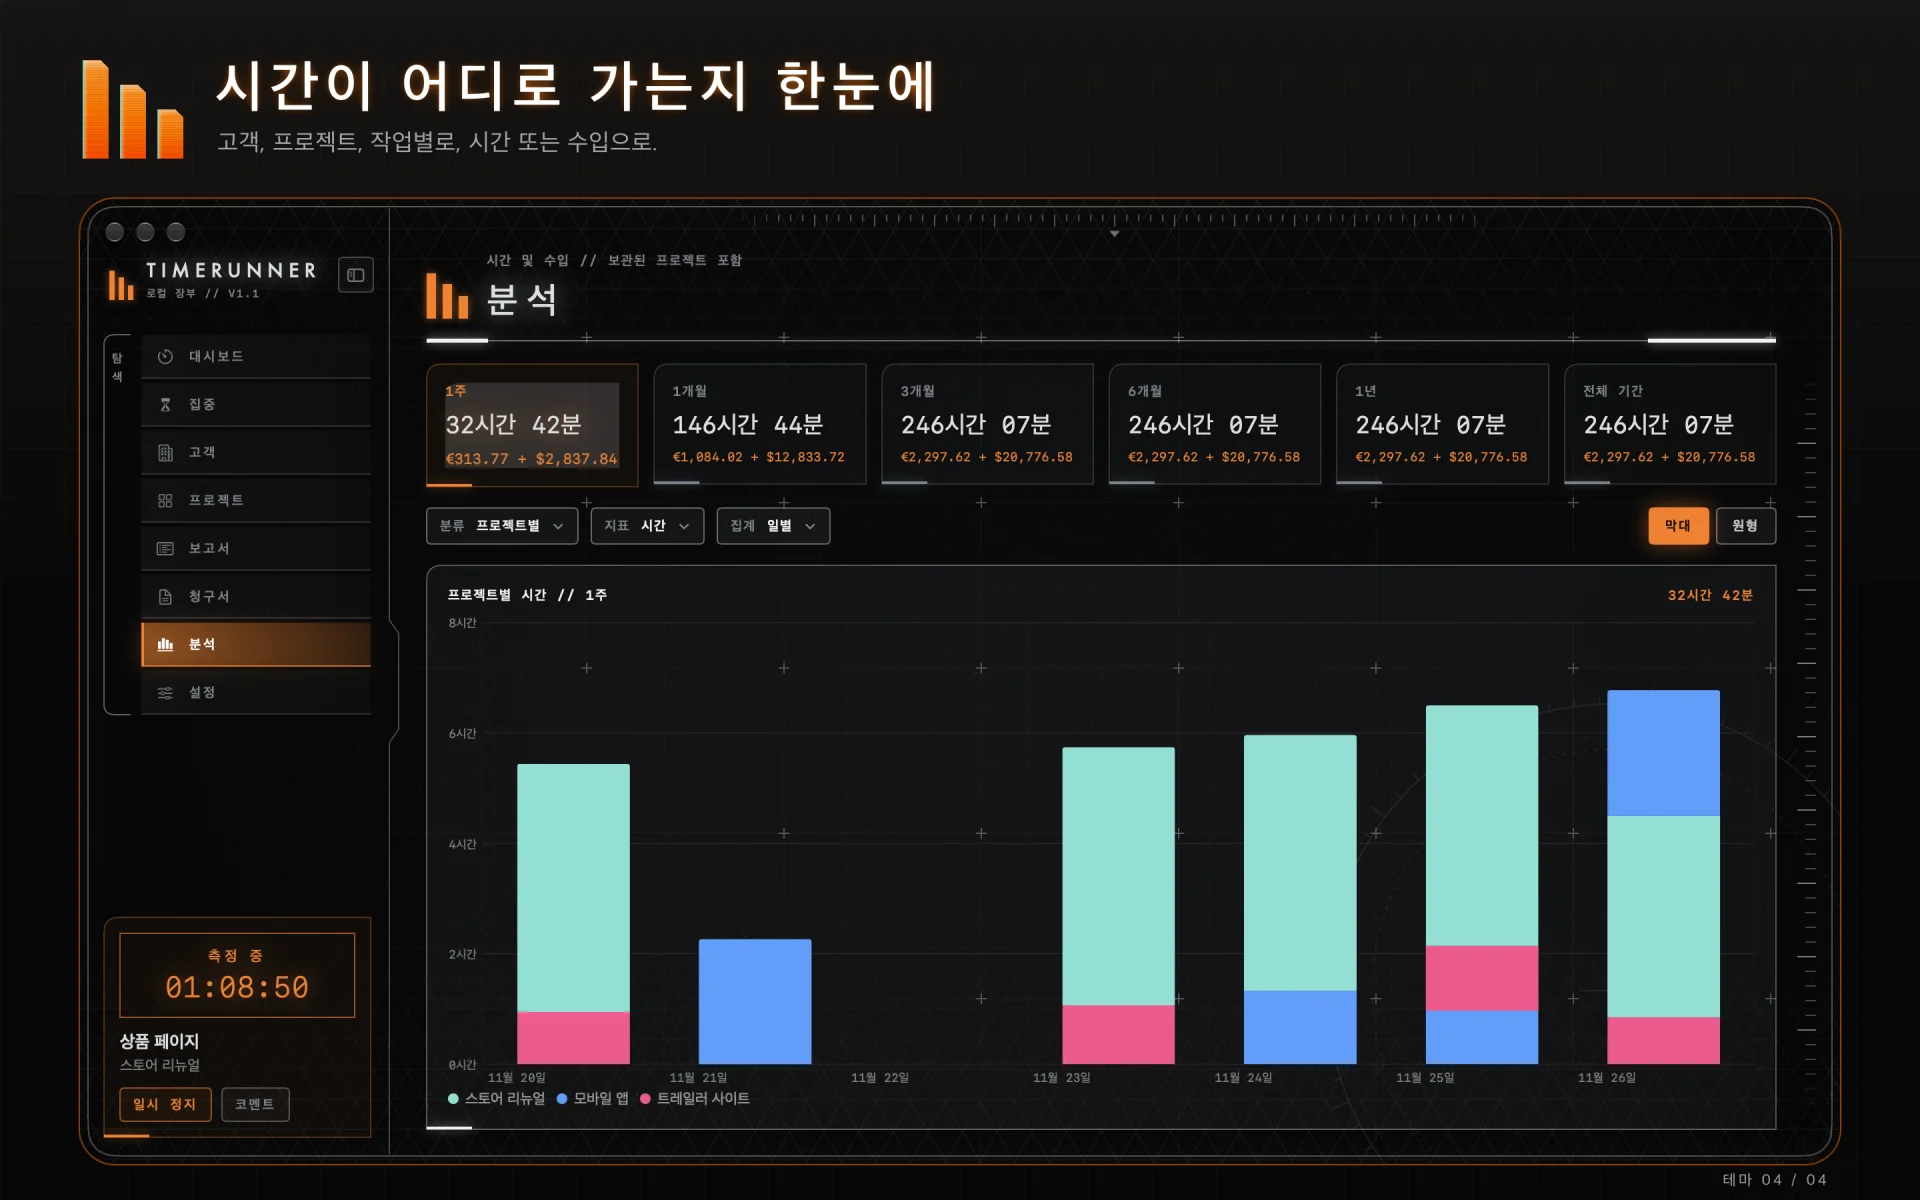 시간이 어디로 가는지 한눈에
고객, 프로젝트, 작업별로, 시간 또는 수입으로.
TIMERUNNER
로컬 장부 // V1.1
탐색
대시보드
집중
고객
프로젝트
보고서
청구서
분석
설정
측정 중
01:08:50
상품 페이지
스토어 리뉴얼
일시 정지
코멘트
시간 및 수입 // 보관된 프로젝트 포함
분석
1주
32시간 42분
€313.77 + $2,837.84
1개월
146시간 44분
€1,084.02 + $12,833.72
3개월
246시간 07분
€2,297.62 + $20,776.58
6개월
246시간 07분
€2,297.62 + $20,776.58
1년
246시간 07분
€2,297.62 + $20,776.58
전체 기간
246시간 07분
€2,297.62 + $20,776.58
분류 프로젝트별
지표 시간
집계 일별
막대
원형
프로젝트별 시간 // 1주
32시간 42분
8시간
6시간
4시간
2시간
0시간
11월 20일
11월 21일
11월 22일
11월 23일
11월 24일
11월 25일
11월 26일
스토어 리뉴얼
모바일 앱
트레일러 사이트
테마 04 / 04